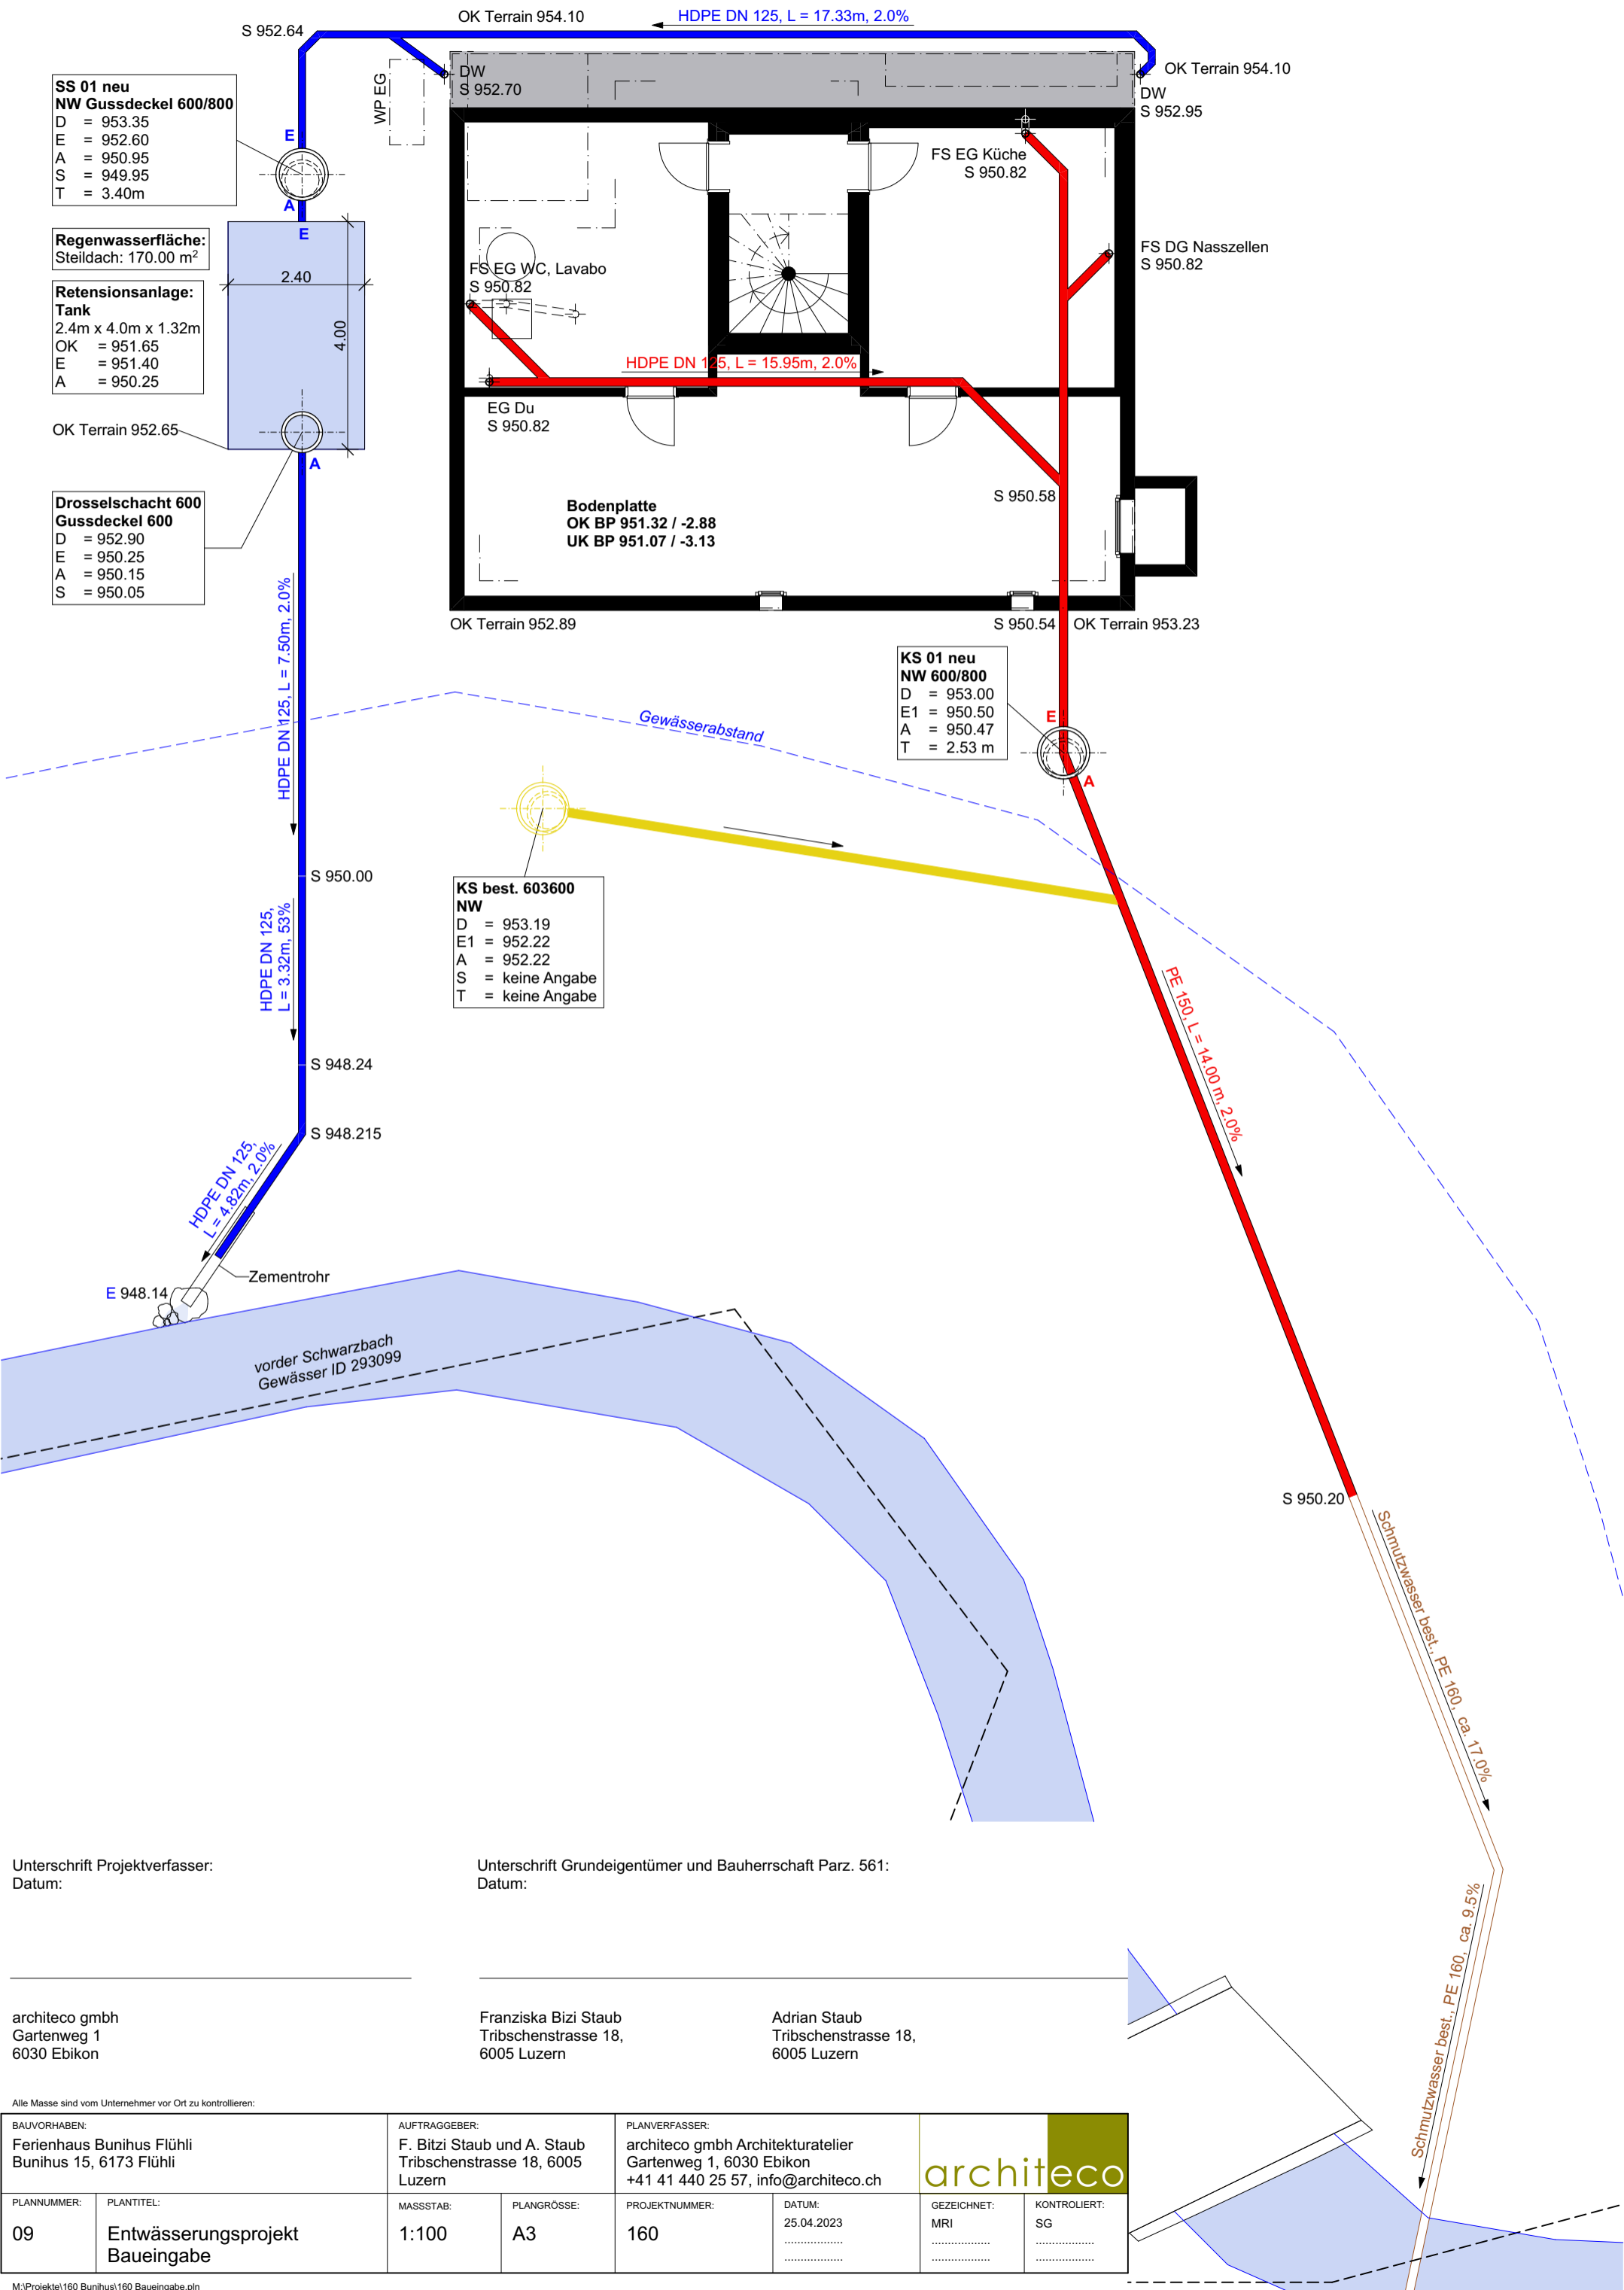 OK Terrain 954.10
HDPE DN 125, L = 17.33m, 2.0%
S 952.64
OK Terrain 954.10
DW
S 952.70
DW
S 952.95
WP EG
SS 01 neu
NW Gussdeckel 600/800
D = 953.35
E = 952.60
A = 950.95
S = 949.95
T = 3.40m
E
A
E
FS EG Küche
S 950.82
Regenwasserfläche:
Steildach: 170.00 m²
FS DG Nasszellen
S 950.82
FS EG WC, Lavabo
S 950.82
2.40
4.00
Retensionsanlage:
Tank
2.4m x 4.0m x 1.32m
OK = 951.65
E = 951.40
A = 950.25
HDPE DN 125, L = 15.95m, 2.0%
EG Du
S 950.82
OK Terrain 952.65
A
Drosselschacht 600
Gussdeckel 600
D = 952.90
E = 950.25
A = 950.15
S = 950.05
S 950.58
Bodenplatte
OK BP 951.32 / -2.88
UK BP 951.07 / -3.13
OK Terrain 952.89
S 950.54
OK Terrain 953.23
HDPE DN 125, L = 7.50m, 2.0%
KS 01 neu
NW 600/800
D = 953.00
E1 = 950.50
A = 950.47
T = 2.53 m
E
A
Gewässerabstand
S 950.00
KS best. 603600
NW
D = 953.19
E1 = 952.22
A = 952.22
S = keine Angabe
T = keine Angabe
HDPE DN 125,
L = 3.32m, 53%
PE 150, L = 14.00 m, 2.0%
S 948.24
S 948.215
HDPE DN 125,
L = 4.82m, 2.0%
Zementrohr
E 948.14
vorder Schwarzbach
Gewässer ID 293099
S 950.20
Schmutzwasser best., PE 160, ca. 17.0%
Schmutzwasser best., PE 160, ca. 9.5%
Unterschrift Projektverfasser:
Datum:
Unterschrift Grundeigentümer und Bauherrschaft Parz. 561:
Datum:
architeco gmbh
Gartenweg 1
6030 Ebikon
Franziska Bizi Staub
Tribschenstrasse 18,
6005 Luzern
Adrian Staub
Tribschenstrasse 18,
6005 Luzern
Alle Masse sind vom Unternehmer vor Ort zu kontrollieren:
BAUVORHABEN:
Ferienhaus Bunihus Flühli
Bunihus 15, 6173 Flühli
AUFTRAGGEBER:
F. Bitzi Staub und A. Staub
Tribschenstrasse 18, 6005
Luzern
PLANVERFASSER:
architeco gmbh Architekturatelier
Gartenweg 1, 6030 Ebikon
+41 41 440 25 57, info@architeco.ch
architeco
PLANNUMMER:
09
PLANTITEL:
Entwässerungsprojekt
Baueingabe
MASSSTAB:
1:100
PLANGRÖSSE:
A3
PROJEKTNUMMER:
160
DATUM:
25.04.2023
GEZEICHNET:
MRI
KONTROLIERT:
SG
M:\Projekte\160 Bunihus\160 Baueingabe.pln